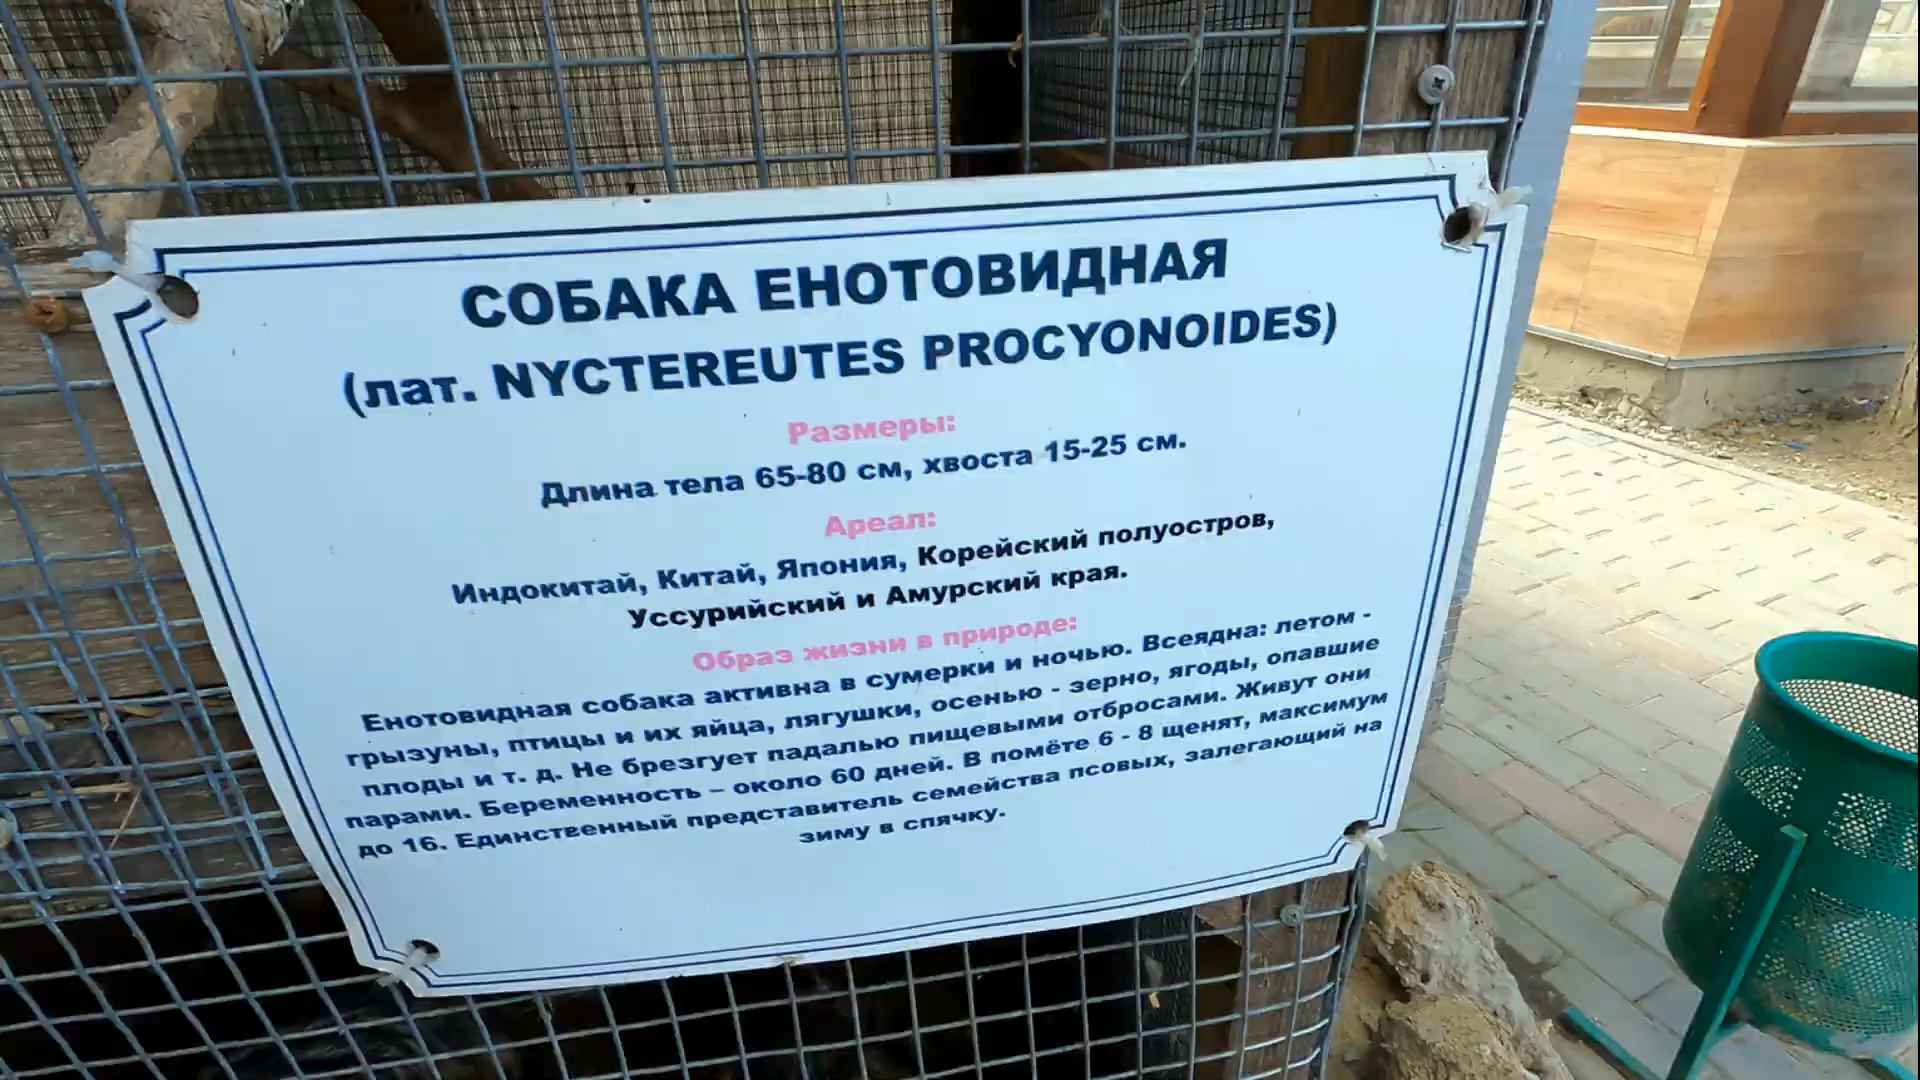 СОБАКА ЕНОТОВИДНАЯ
(лат. NYCTEREUTES PROCYONOIDES)
Размеры:
Длина тела 65-80 см, хвоста 15-25 см.
Ареал:
Индокитай, Китай, Япония, Корейский полуостров,
Уссурийский и Амурский края.
Образ жизни в природе:
Енотовидная собака активна в сумерки и ночью. Всеядна: летом -
грызуны, птицы и их яйца, лягушки, осенью - зерно, ягоды, опавшие
плоды и т. д. Не брезгует падалью пищевыми отбросами. Живут они
парами. Беременность – около 60 дней. В помёте 6 - 8 щенят, максимум
до 16. Единственный представитель семейства псовых, залегающий на
зиму в спячку.